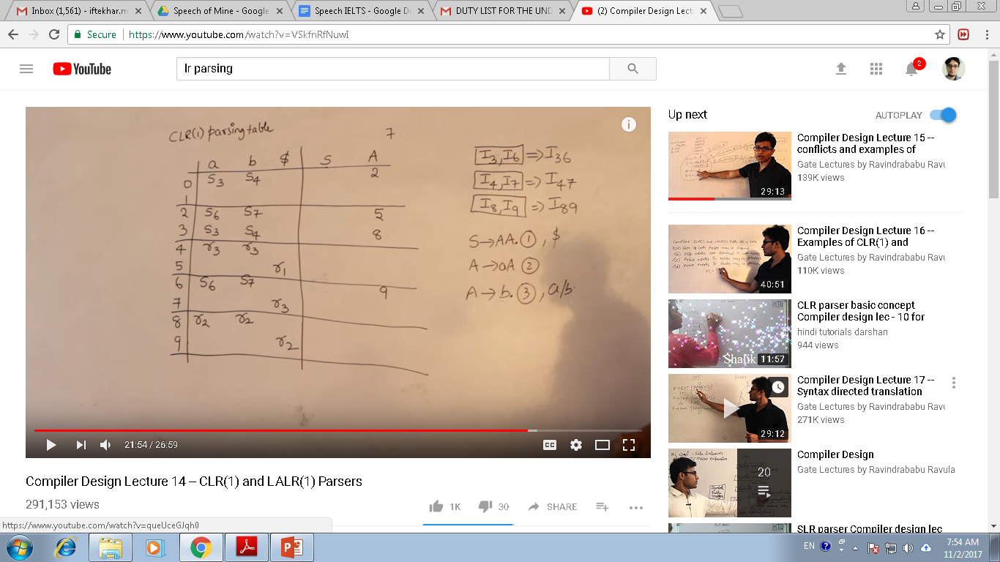 Inbox (1,561) - iftekhar.m
Speech of Mine - Google
Speech IELTS - Google D
DUTY LIST FOR THE UND
(2) Compiler Design Lect
Secure
https://www.youtube.com/watch?v=VSkfnRfNuwI
YouTube
lr parsing
2
CLR(1) parsing table
7.
a b $ S A
0 S3 S4 2
1
2 S6 S7 5
3 S3 S4 8
4 r3 r3
5 r1
6 S6 S7 9
7 r3
8 r2 r2
9 r2
I3, I6 => I36
I4, I7 => I47
I8, I9 => I89
S → AA. ①, $
A → aA ②
A → b. ③, a/b
21:54 / 26:59
CC
Compiler Design Lecture 14 -- CLR(1) and LALR(1) Parsers
291,153 views
1K
30
SHARE
Up next
AUTOPLAY
Compiler Design Lecture 15 --
conflicts and examples of
Gate Lectures by Ravindrababu Ravu
139K views
29:13
Compiler Design Lecture 16 --
Examples of CLR(1) and
Gate Lectures by Ravindrababu Ravu
110K views
40:51
CLR parser basic concept
Compiler design lec - 10 for
hindi tutorials darshan
944 views
Shalik
11:57
Compiler Design Lecture 17 --
Syntax directed translation
Gate Lectures by Ravindrababu Ravu
271K views
29:12
Compiler Design
Gate Lectures by Ravindrababu Ravula
20
SLR parser Compiler design lec
https://www.youtube.com/watch?v=queUceGJqh0
EN
7:54 AM
11/2/2017